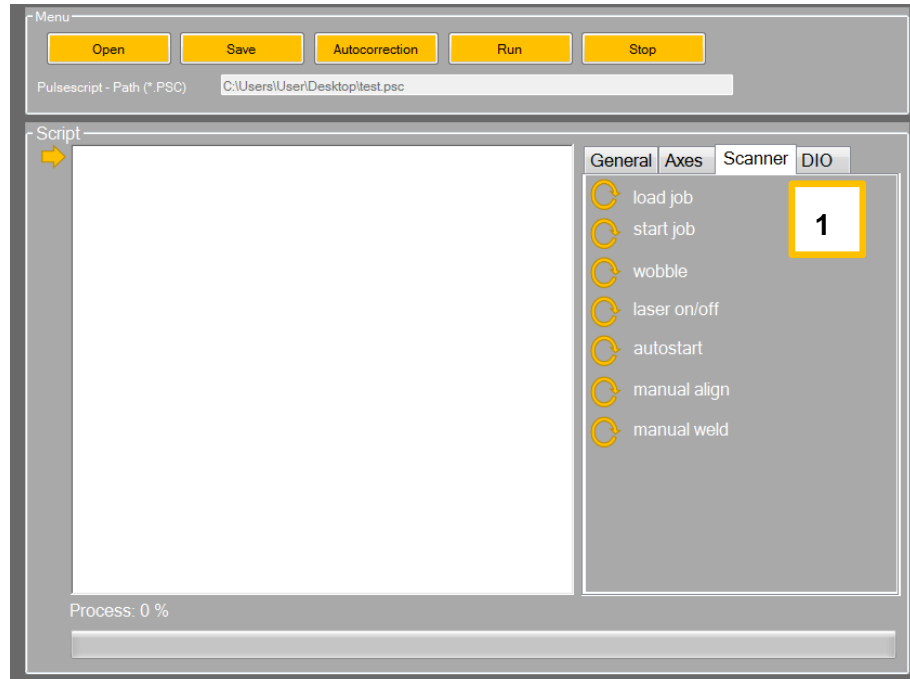 Menu
Open Save Autocorrection Run Stop
Pulsescript - Path (*.PSC) C:\Users\User\Desktop\test.psc
Script
General Axes Scanner DIO
load job
1
start job
wobble
laser on/off
autostart
manual align
manual weld
Process: 0 %